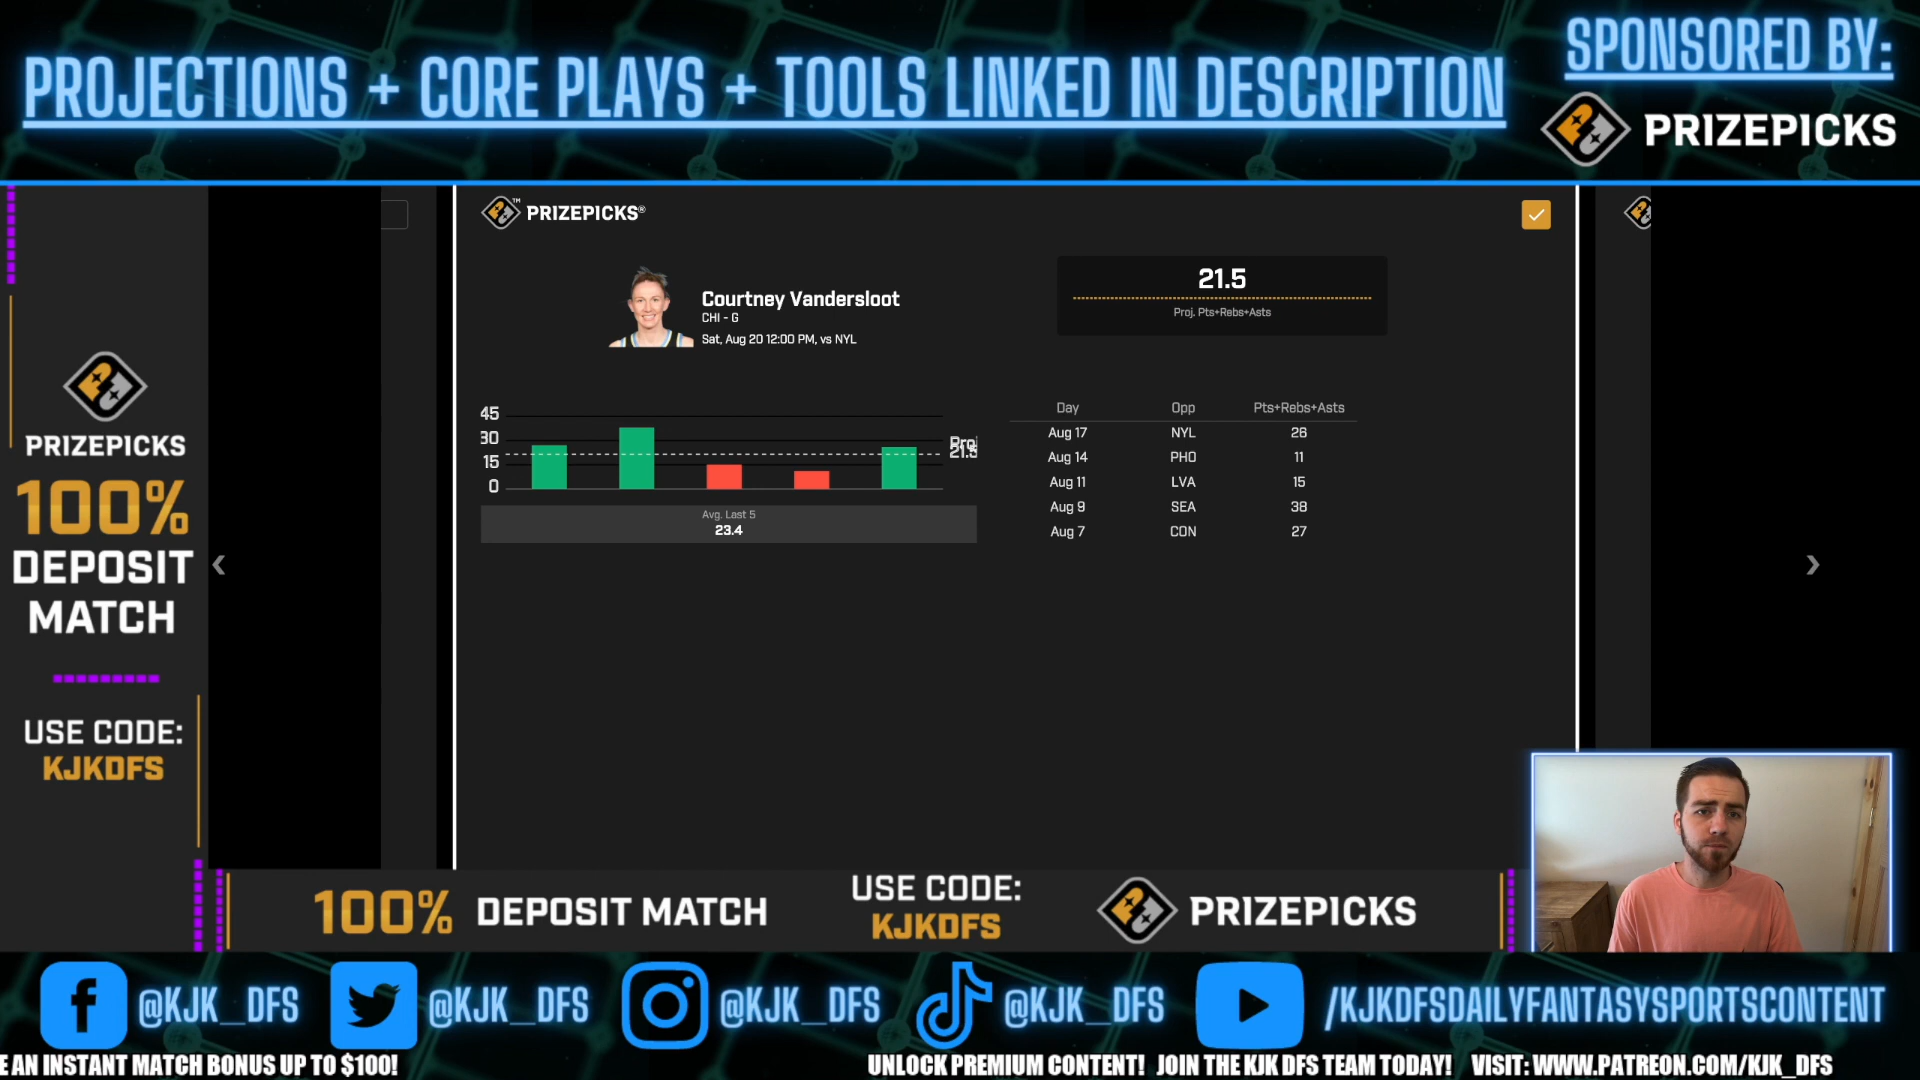 PROJECTIONS + CORE PLAYS + TOOLS LINKED IN DESCRIPTION
SPONSORED BY:
PRIZEPICKS
PRIZEPICKS®
Courtney Vandersloot
CHI - G
Sat, Aug 20 12:00 PM, vs NYL
21.5
Proj. Pts+Rebs+Asts
45
30
15
0
Proj
21.5
Avg. Last 5
23.4
Day Opp Pts+Rebs+Asts
Aug 17 NYL 26
Aug 14 PHO 11
Aug 11 LVA 15
Aug 9 SEA 38
Aug 7 CON 27
PRIZEPICKS
100%
DEPOSIT
MATCH
USE CODE:
KJKDFS
100% DEPOSIT MATCH
USE CODE:
KJKDFS
PRIZEPICKS
@KJK_DFS @KJK_DFS @KJK_DFS @KJK_DFS /KJKDFSDAILYFANTASYSPORTSCONTENT
E AN INSTANT MATCH BONUS UP TO $100! UNLOCK PREMIUM CONTENT! JOIN THE KJK DFS TEAM TODAY! VISIT: WWW.PATREON.COM/KJK_DFS